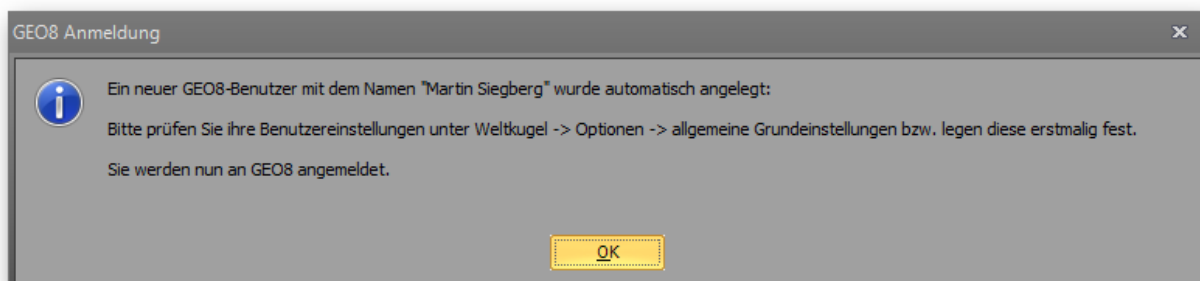 GEO8 Anmeldung
Ein neuer GEO8-Benutzer mit dem Namen "Martin Siegberg" wurde automatisch angelegt:
Bitte prüfen Sie ihre Benutzereinstellungen unter Weltkugel -> Optionen -> allgemeine Grundeinstellungen bzw. legen diese erstmalig fest.
Sie werden nun an GEO8 angemeldet.
OK